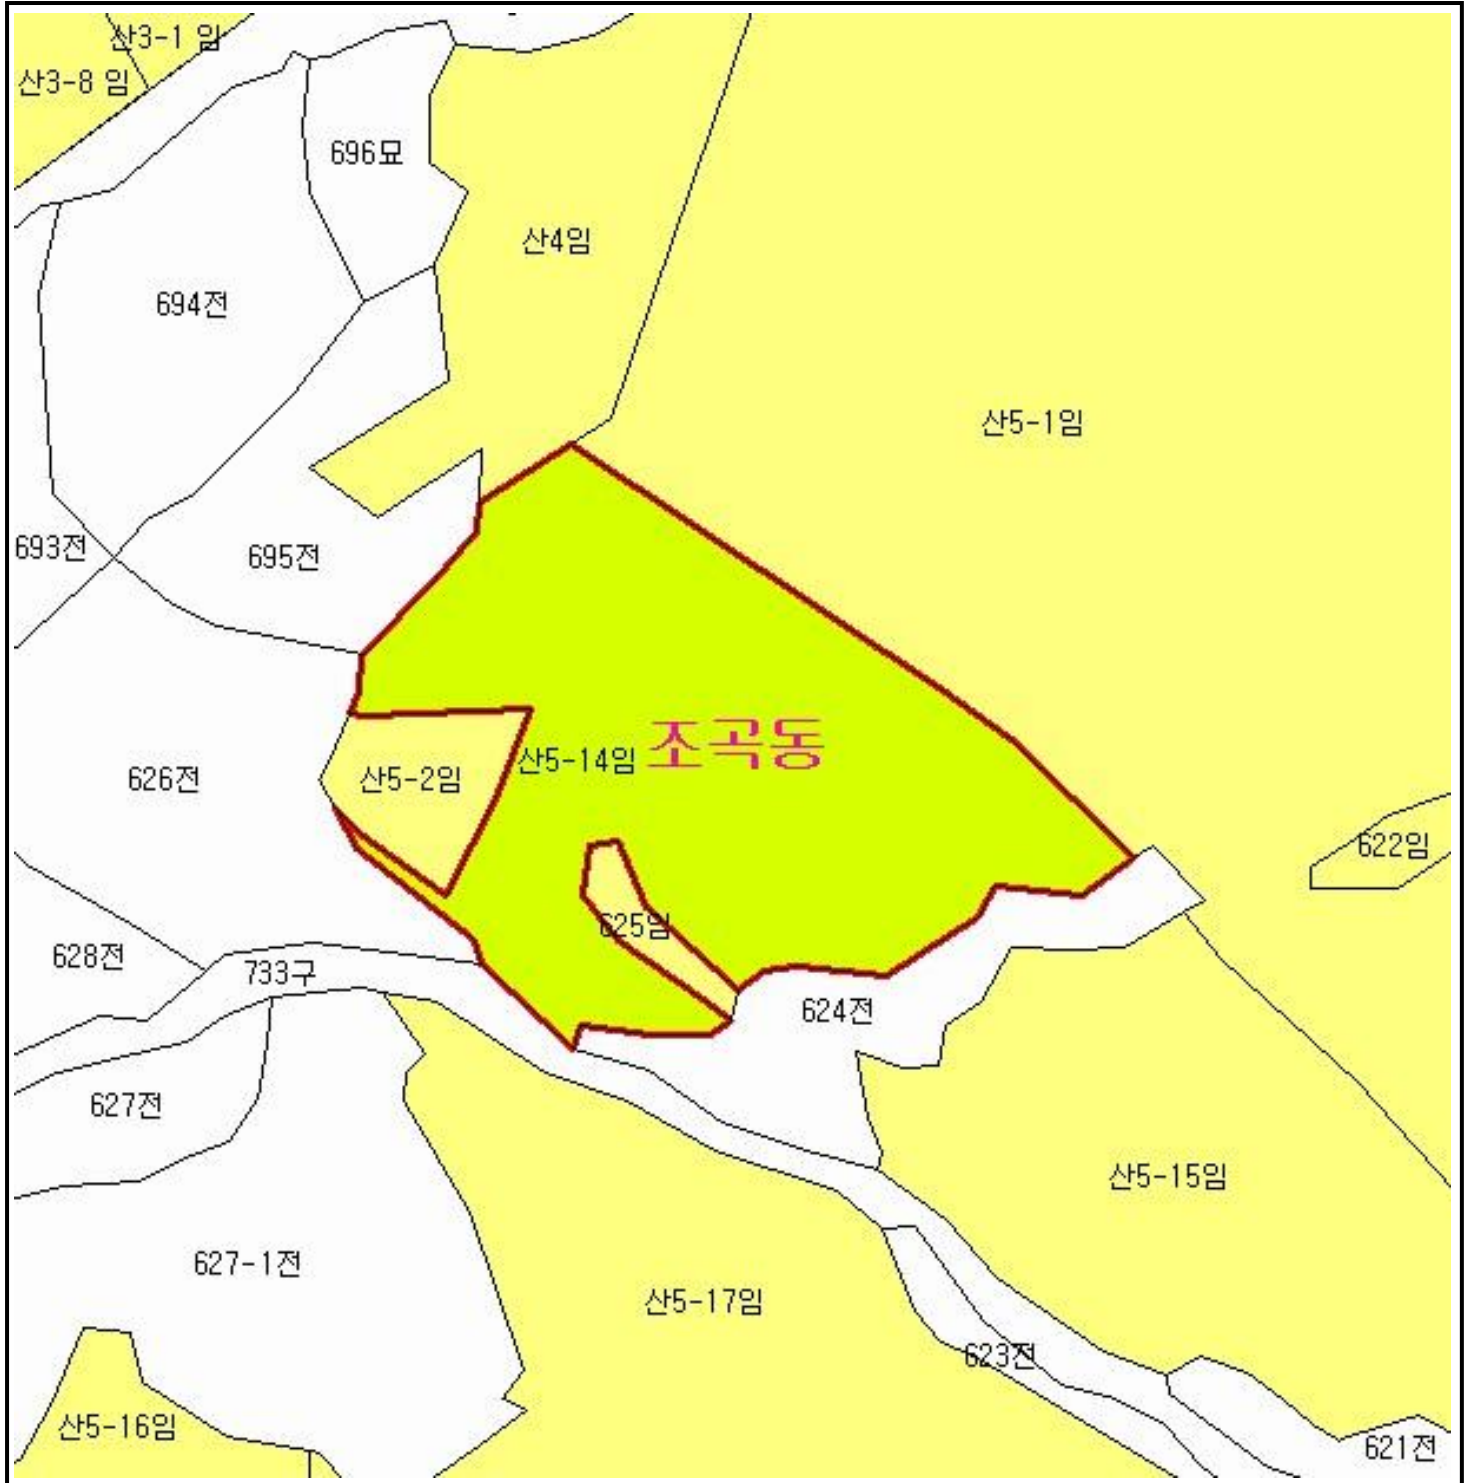 산3-1 임
산3-8 임
696묘
산4임
694전
산5-1임
693전
695전
조곡동
산5-14임
626전
산5-2임
622임
625임
628전
733구
624전
627전
산5-15임
627-1전
산5-17임
623전
산5-16임
621전